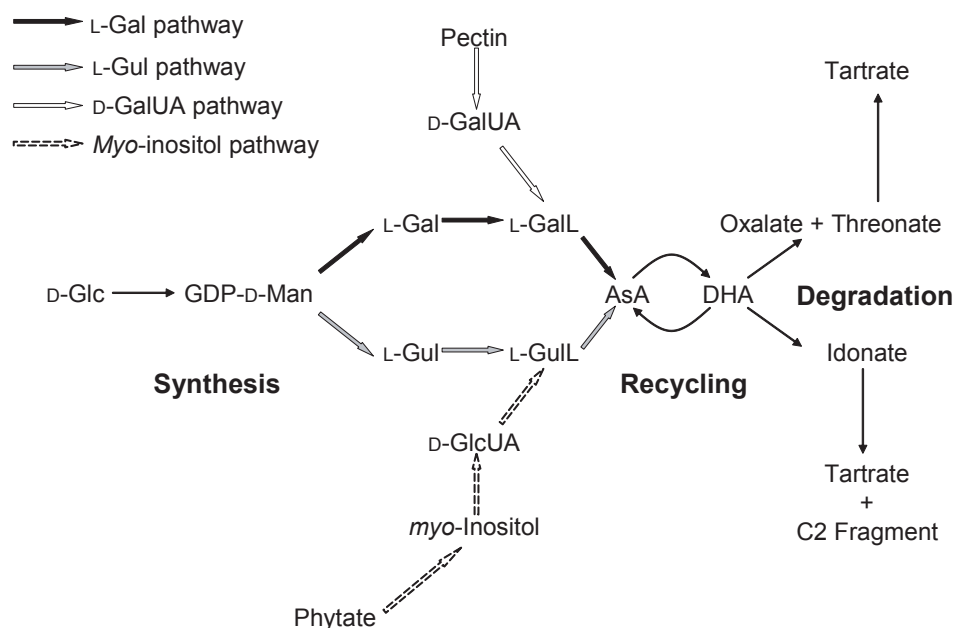 L-Gal pathway
L-Gul pathway
D-GalUA pathway
Myo-inositol pathway
Pectin
Tartrate
D-GalUA
L-Gal
L-GalL
Oxalate + Threonate
D-Glc
GDP-D-Man
AsA
DHA
Degradation
L-Gul
L-GulL
Idonate
Synthesis
Recycling
D-GlcUA
Tartrate
+
C2 Fragment
myo-Inositol
Phytate